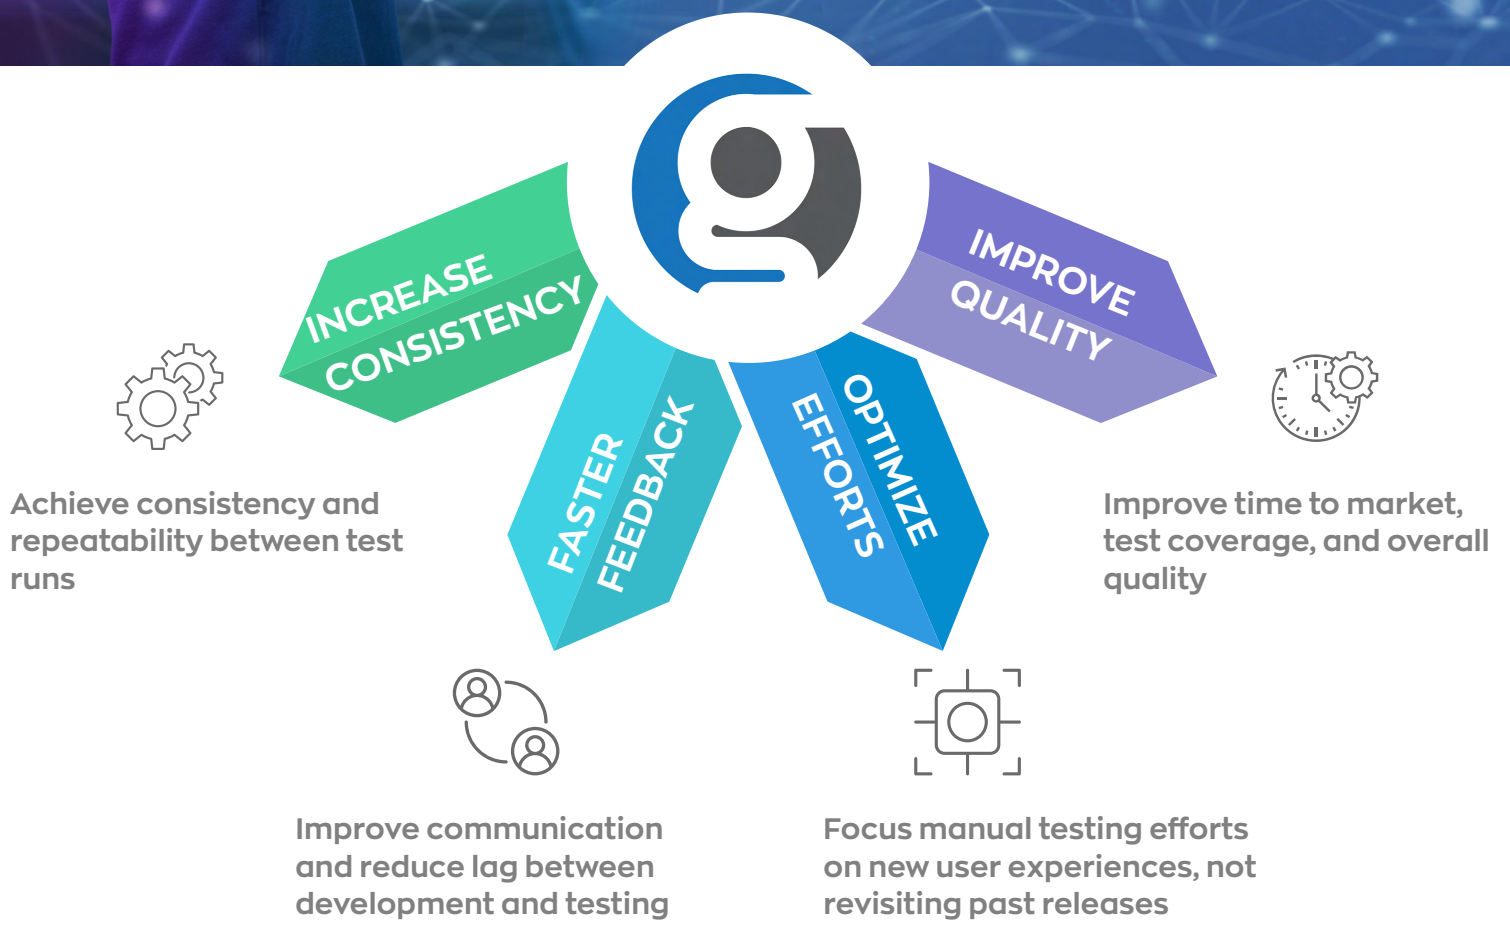 INCREASE
CONSISTENCY
Achieve consistency and
repeatability between test
runs
FASTER
FEEDBACK
Improve communication
and reduce lag between
development and testing
OPTIMIZE
EFFORTS
Focus manual testing efforts
on new user experiences, not
revisiting past releases
IMPROVE
QUALITY
Improve time to market,
test coverage, and overall
quality